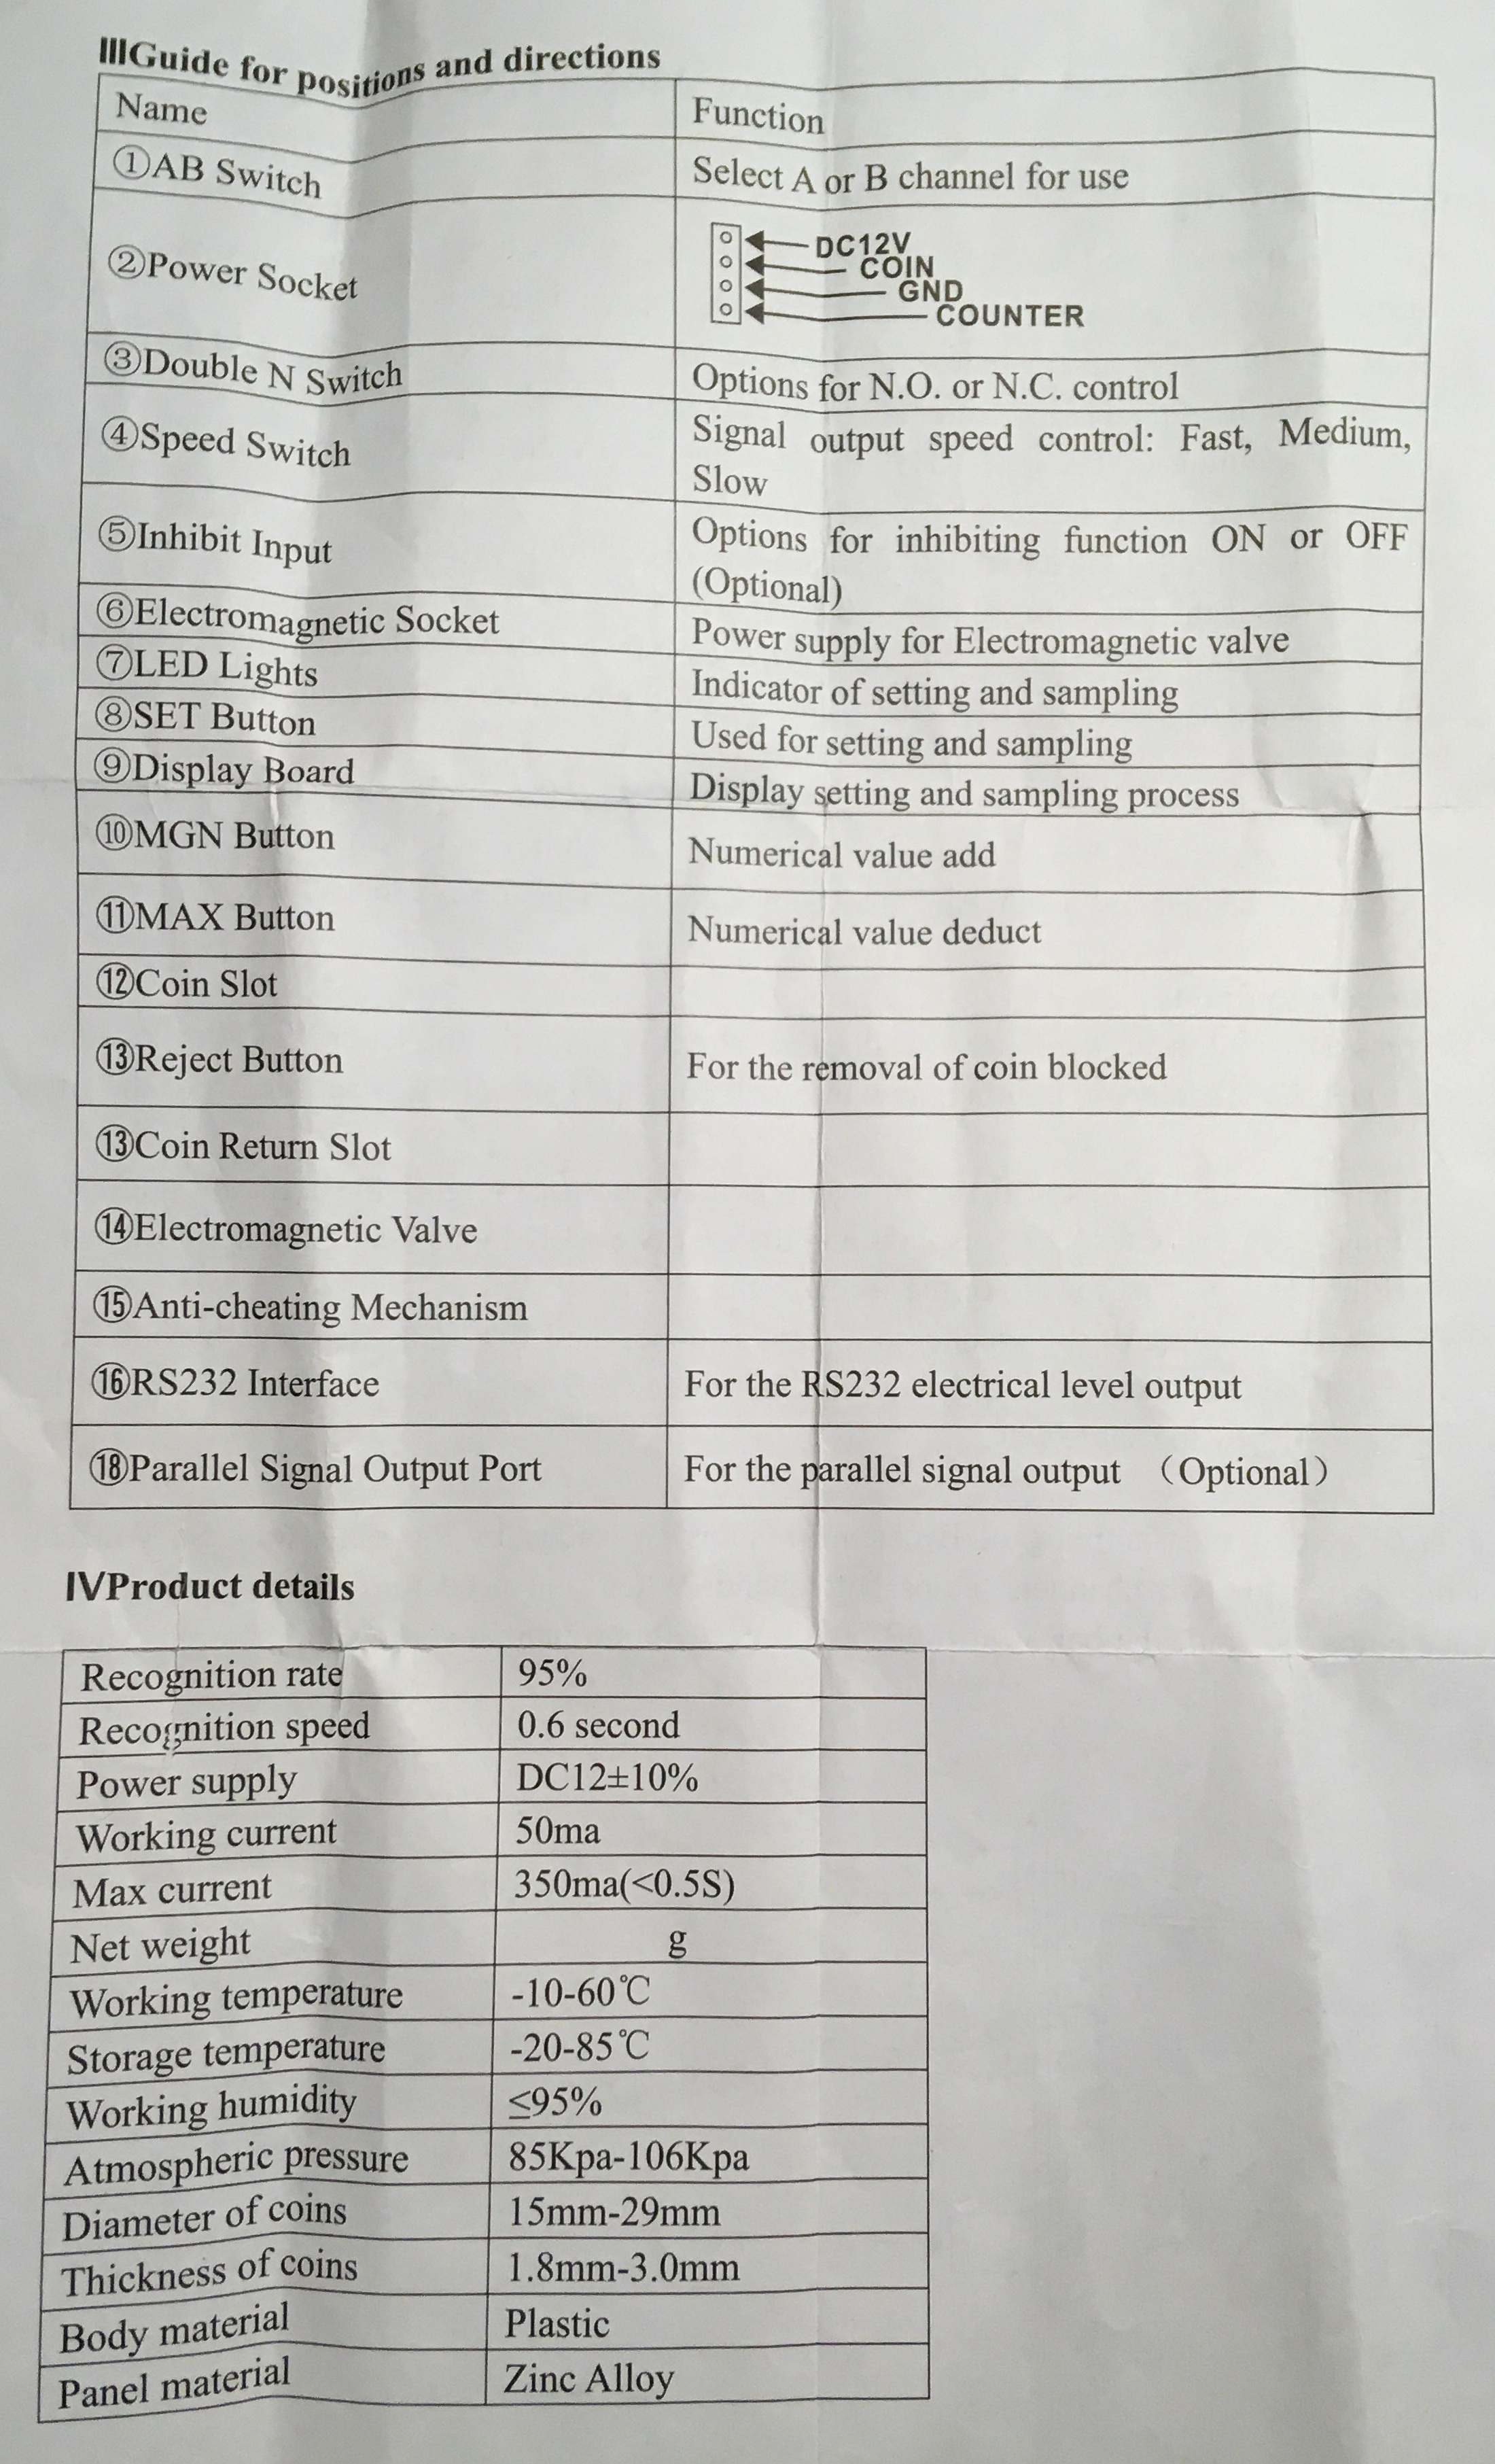 ⅢGuide for positions and directions
Name Function
①AB Switch Select A or B channel for use
②Power Socket
DC12V
COIN
GND
COUNTER
③Double N Switch Options for N.O. or N.C. control
④Speed Switch Signal output speed control: Fast, Medium,
Slow
⑤Inhibit Input Options for inhibiting function ON or OFF
(Optional)
⑥Electromagnetic Socket Power supply for Electromagnetic valve
⑦LED Lights Indicator of setting and sampling
⑧SET Button Used for setting and sampling
⑨Display Board Display setting and sampling process
⑩MGN Button Numerical value add
⑪MAX Button Numerical value deduct
⑫Coin Slot
⑬Reject Button For the removal of coin blocked
⑬Coin Return Slot
⑭Electromagnetic Valve
⑮Anti-cheating Mechanism
⑯RS232 Interface For the RS232 electrical level output
⑱Parallel Signal Output Port For the parallel signal output （Optional）
ⅣProduct details
Recognition rate 95%
Recognition speed 0.6 second
Power supply DC12±10%
Working current 50ma
Max current 350ma(<0.5S)
Net weight g
Working temperature -10-60℃
Storage temperature -20-85℃
Working humidity ≤95%
Atmospheric pressure 85Kpa-106Kpa
Diameter of coins 15mm-29mm
Thickness of coins 1.8mm-3.0mm
Body material Plastic
Panel material Zinc Alloy